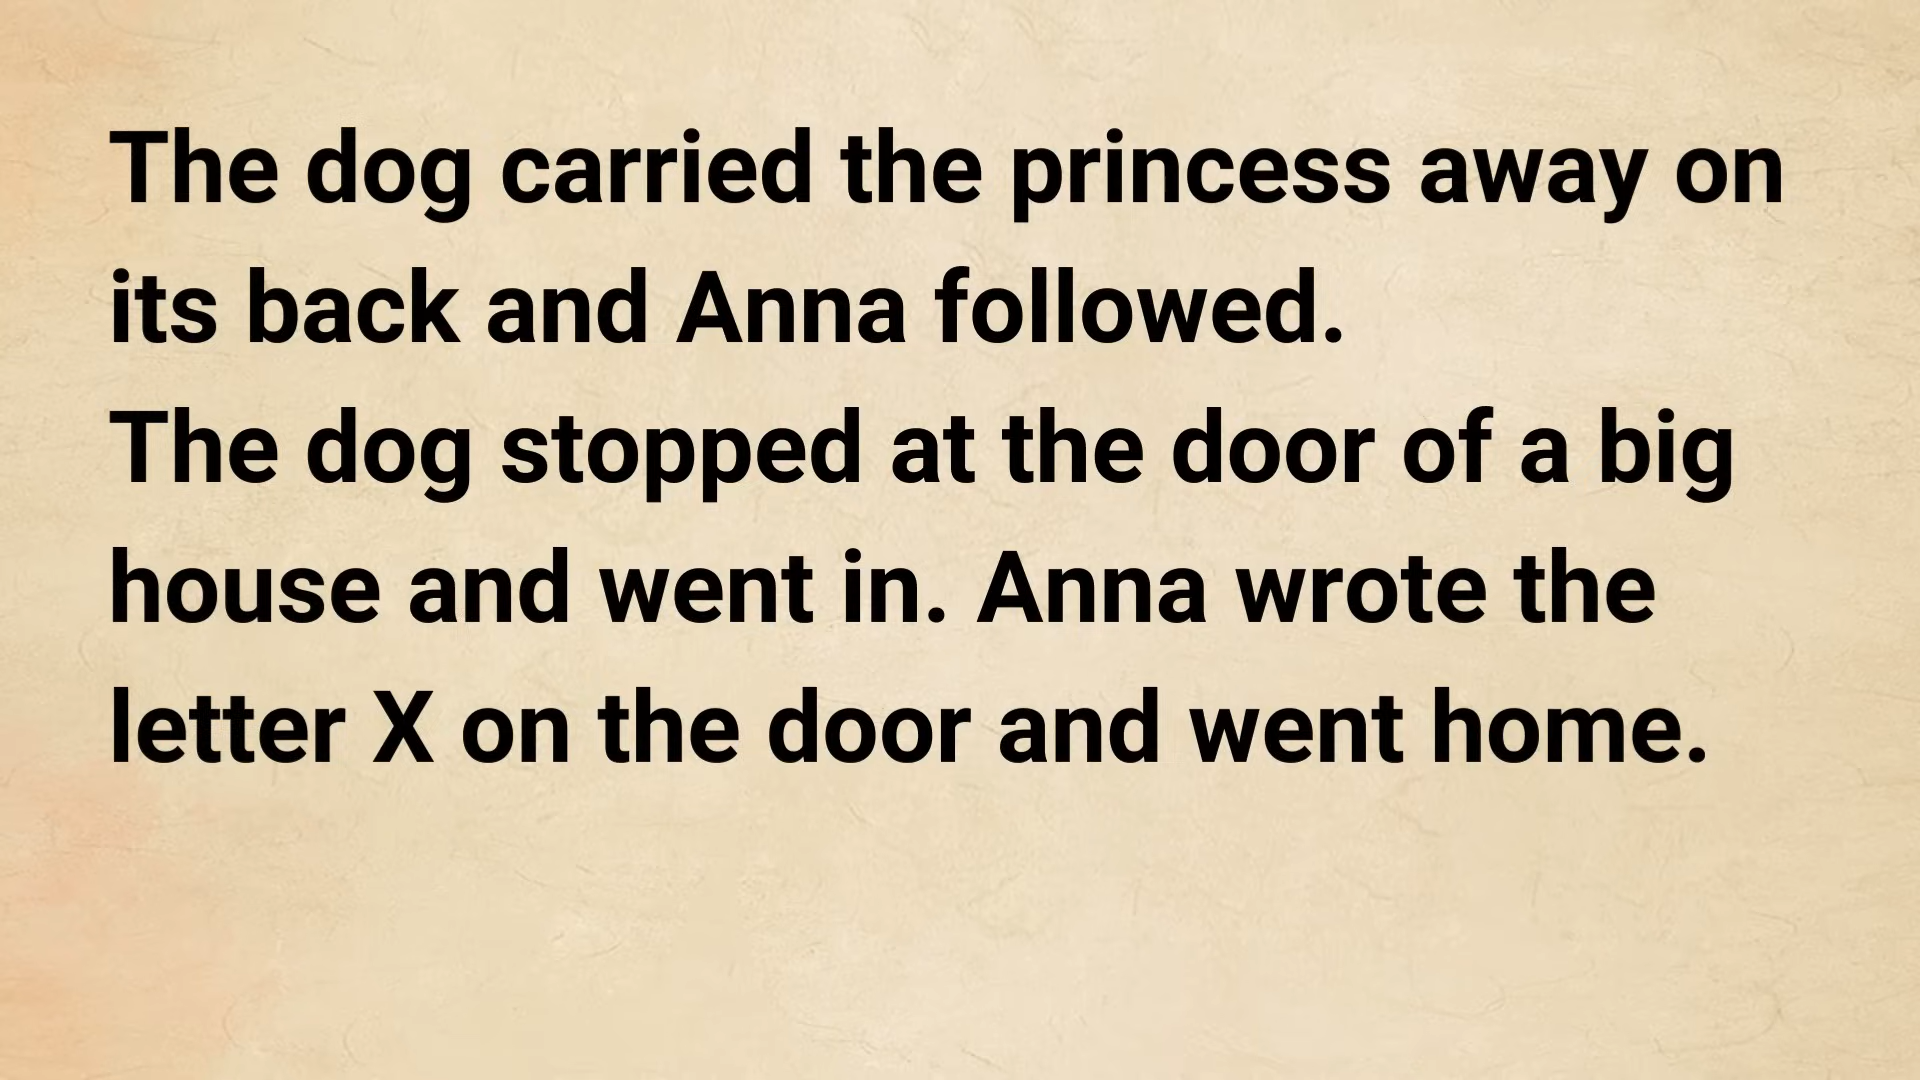 The dog carried the princess away on
its back and Anna followed.
The dog stopped at the door of a big
house and went in. Anna wrote the
letter X on the door and went home.